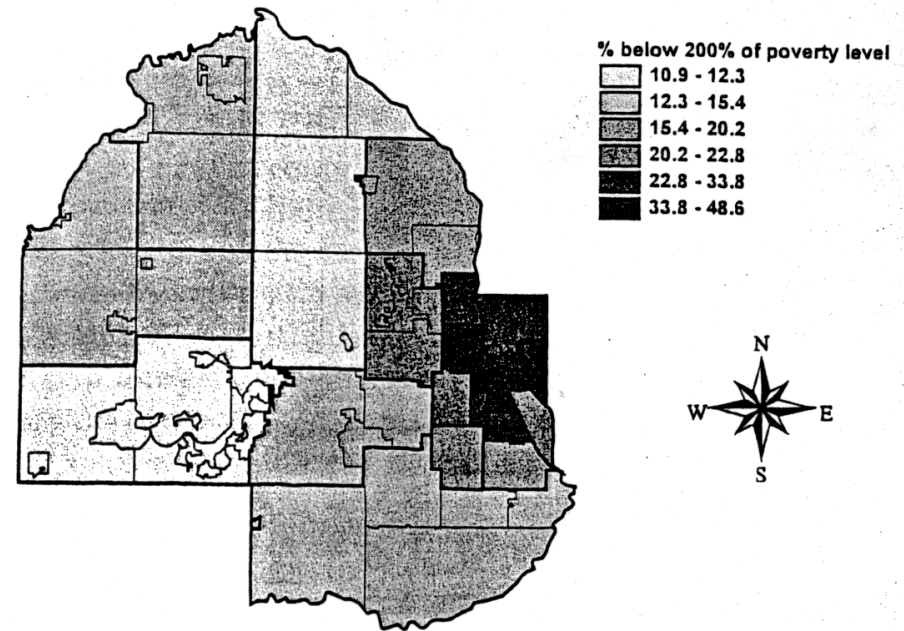 % below 200% of poverty level
10.9 - 12.3
12.3 - 15.4
15.4 - 20.2
20.2 - 22.8
22.8 - 33.8
33.8 - 48.6
N
W E
S